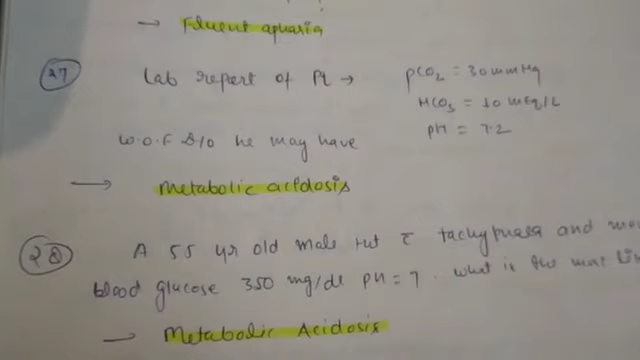 → Fluent aphasia
27 Lab report of Pt → pCO₂ = 30 mmHg
HCO₃ = 10 mEq/L
pH = 7.2
W.O.F D/O he may have
→ Metabolic acidosis
28 A 55 yr old male c̄ tachypnea and
blood glucose 350 mg/dl pH = 7. What is the
→ Metabolic Acidosis